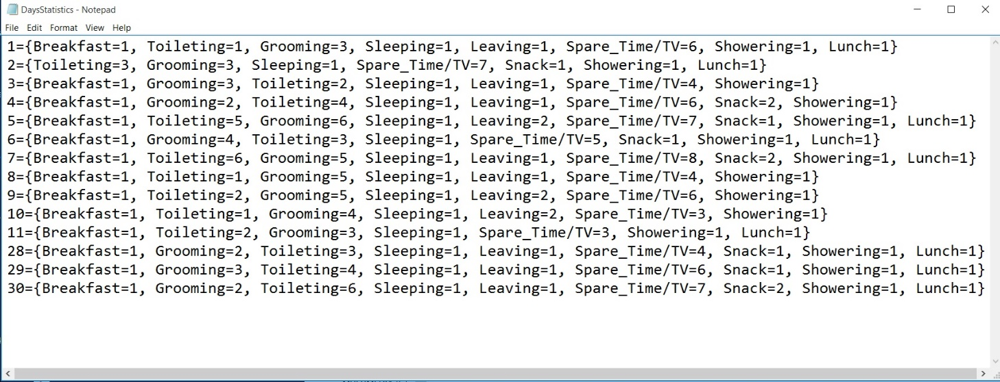 DaysStatistics - Notepad
File Edit Format View Help
1={Breakfast=1, Toileting=1, Grooming=3, Sleeping=1, Leaving=1, Spare_Time/TV=6, Showering=1, Lunch=1}
2={Toileting=3, Grooming=3, Sleeping=1, Spare_Time/TV=7, Snack=1, Showering=1, Lunch=1}
3={Breakfast=1, Grooming=3, Toileting=2, Sleeping=1, Leaving=1, Spare_Time/TV=4, Showering=1}
4={Breakfast=1, Grooming=2, Toileting=4, Sleeping=1, Leaving=1, Spare_Time/TV=6, Snack=2, Showering=1}
5={Breakfast=1, Toileting=5, Grooming=6, Sleeping=1, Leaving=2, Spare_Time/TV=7, Snack=1, Showering=1, Lunch=1}
6={Breakfast=1, Grooming=4, Toileting=3, Sleeping=1, Spare_Time/TV=5, Snack=1, Showering=1, Lunch=1}
7={Breakfast=1, Toileting=6, Grooming=5, Sleeping=1, Leaving=1, Spare_Time/TV=8, Snack=2, Showering=1, Lunch=1}
8={Breakfast=1, Toileting=1, Grooming=5, Sleeping=1, Leaving=1, Spare_Time/TV=4, Showering=1}
9={Breakfast=1, Toileting=2, Grooming=5, Sleeping=1, Leaving=2, Spare_Time/TV=6, Showering=1}
10={Breakfast=1, Toileting=1, Grooming=4, Sleeping=1, Leaving=2, Spare_Time/TV=3, Showering=1}
11={Breakfast=1, Toileting=2, Grooming=3, Sleeping=1, Spare_Time/TV=3, Showering=1, Lunch=1}
28={Breakfast=1, Grooming=2, Toileting=3, Sleeping=1, Leaving=1, Spare_Time/TV=4, Snack=1, Showering=1, Lunch=1}
29={Breakfast=1, Grooming=3, Toileting=4, Sleeping=1, Leaving=1, Spare_Time/TV=6, Snack=1, Showering=1, Lunch=1}
30={Breakfast=1, Grooming=2, Toileting=6, Sleeping=1, Leaving=1, Spare_Time/TV=7, Snack=2, Showering=1, Lunch=1}